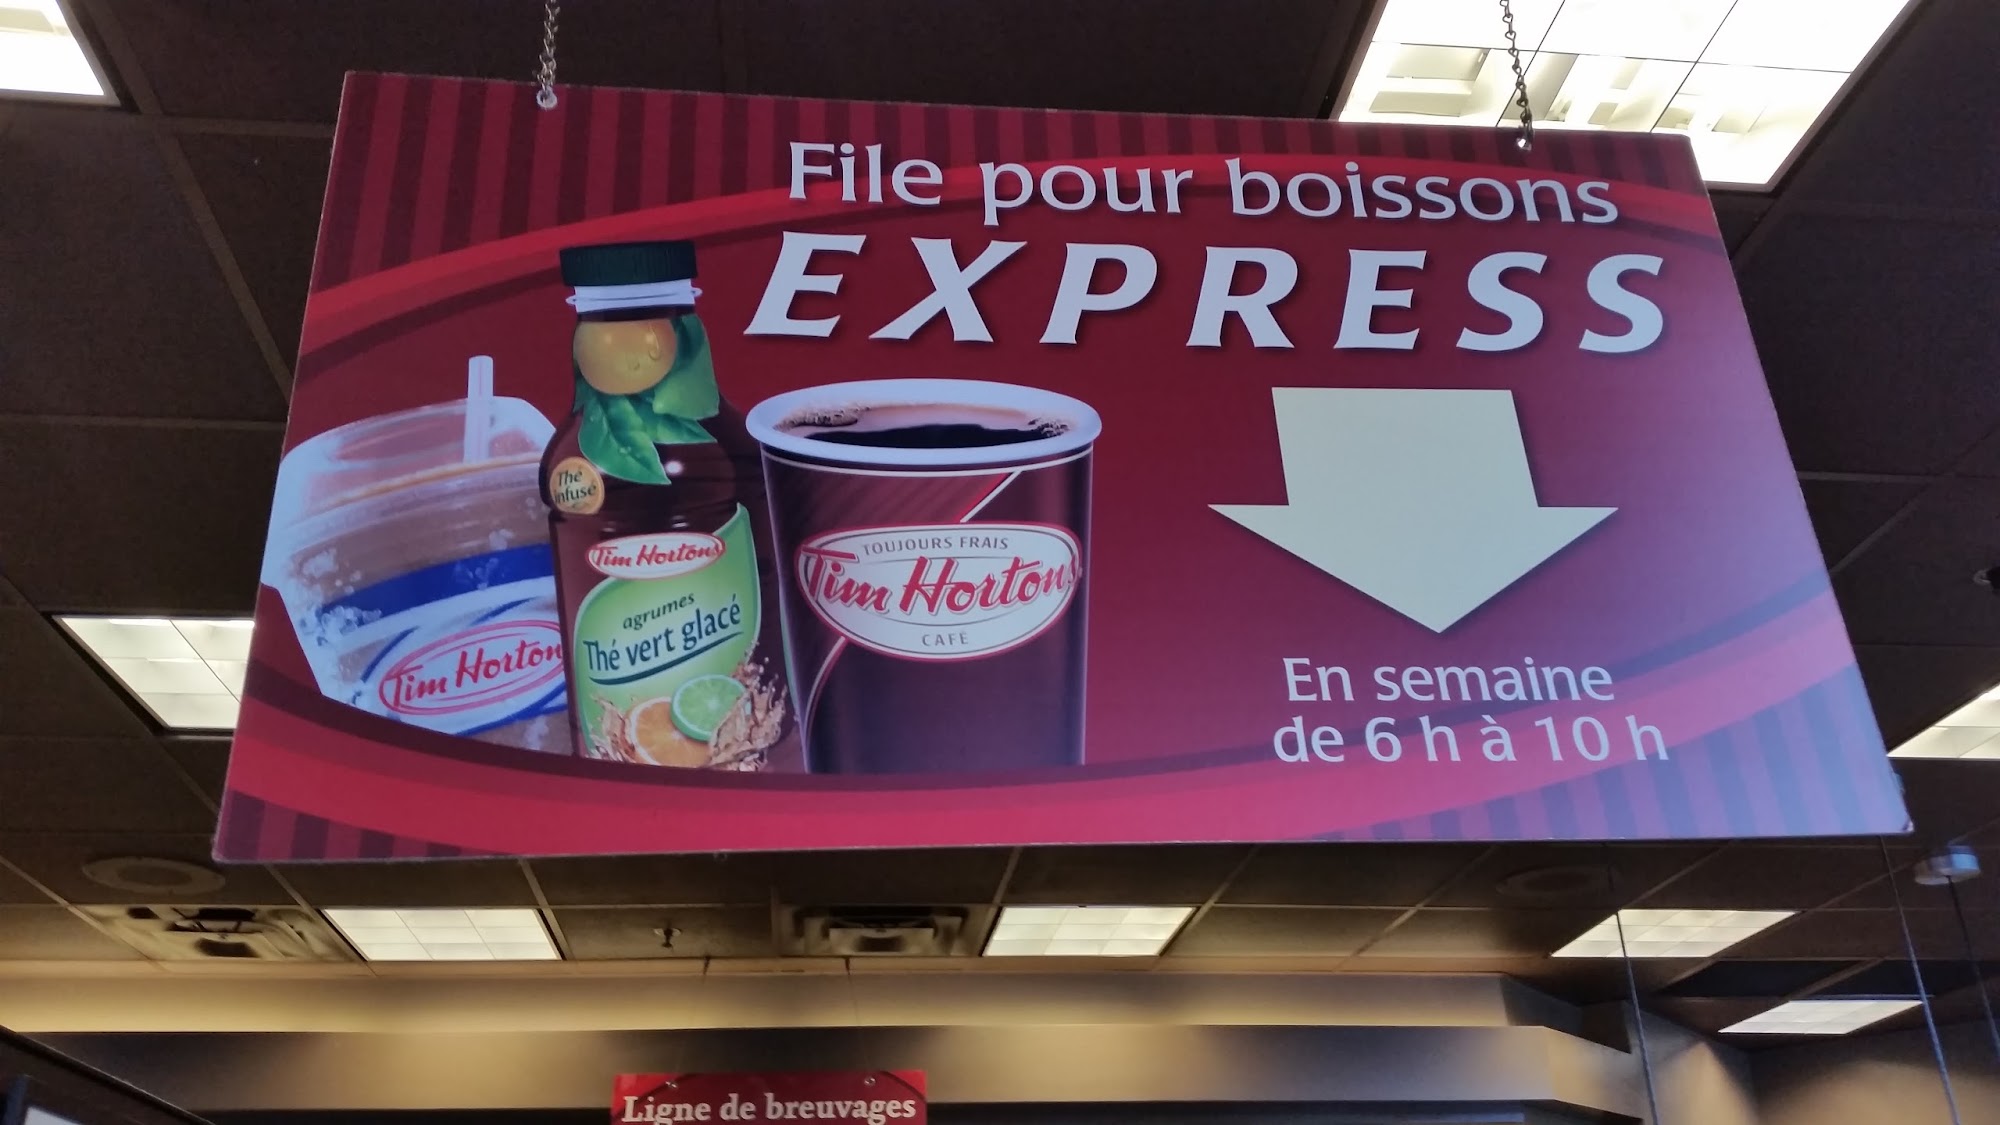 File pour boissons
EXPRESS
Thé
infusé
Tim Hortons
agrumes
Thé vert glacé
TOUJOURS FRAIS
Tim Hortons
CAFÉ
Tim Horton
En semaine
de 6 h à 10 h
Ligne de breuvages